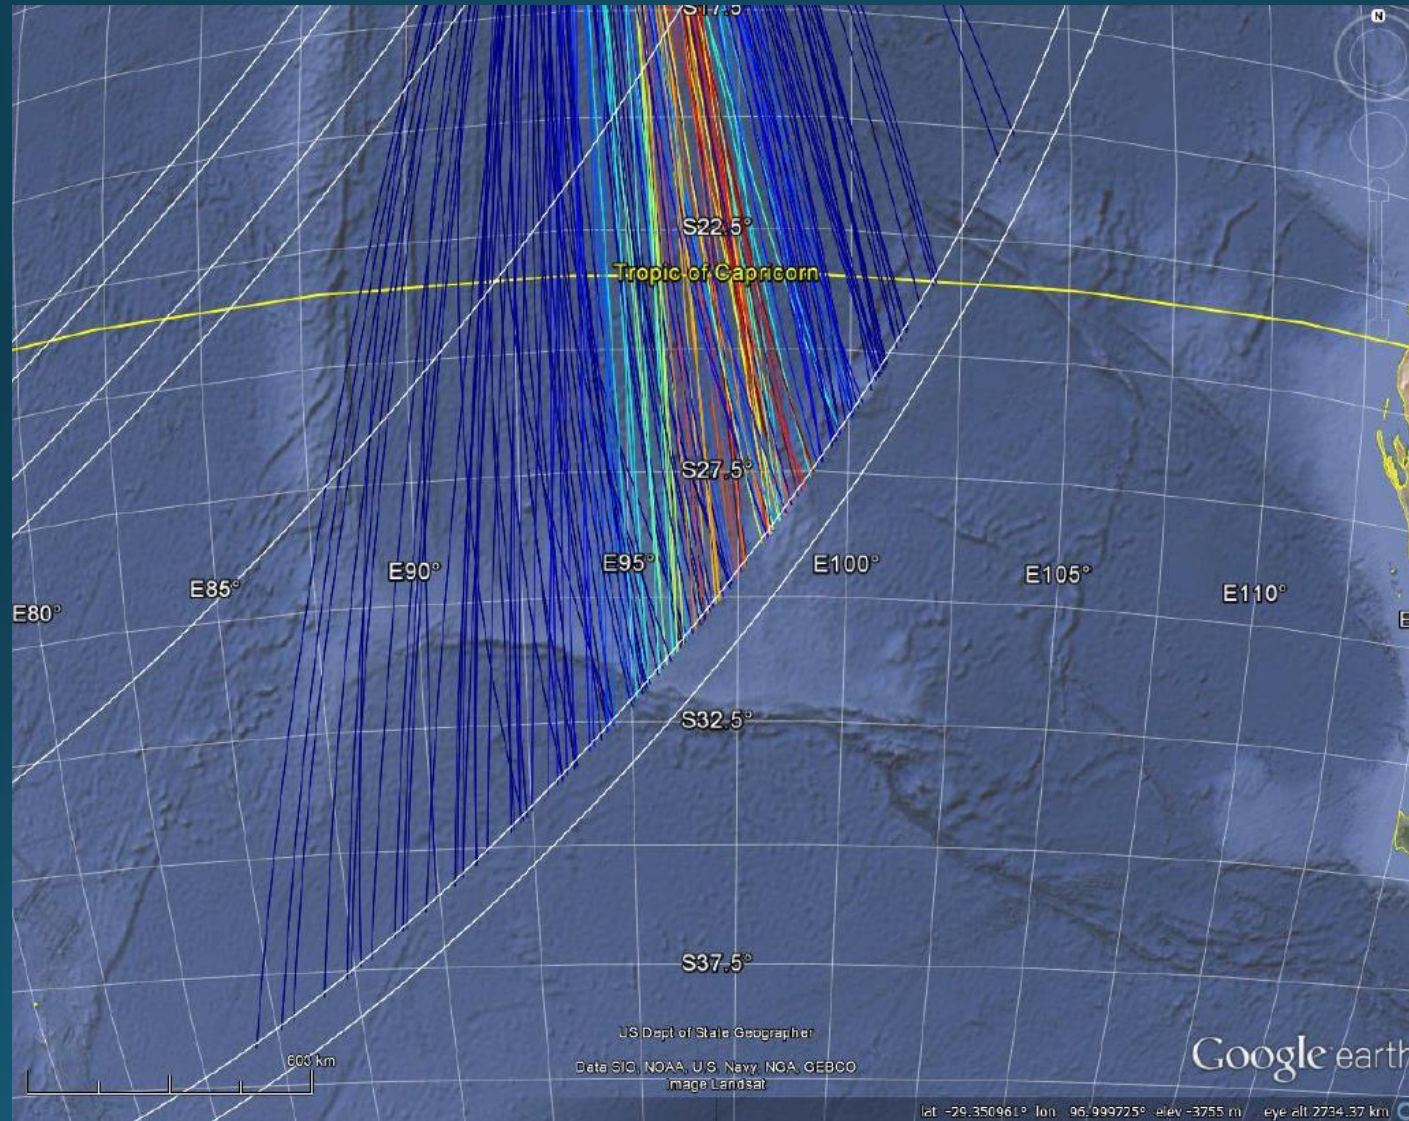 S17.5°
N
S22.5°
Tropic of Capricorn
S27.5°
E80°
E85°
E90°
E95°
E100°
E105°
E110°
E
S32.5°
S37.5°
US Dept of State Geographer
603 km
Data SIO, NOAA, U.S. Navy, NGA, GEBCO
Image Landsat
Google earth
lat -29.350961° lon 96.999725° elev -3755 m eye alt 2734.37 km